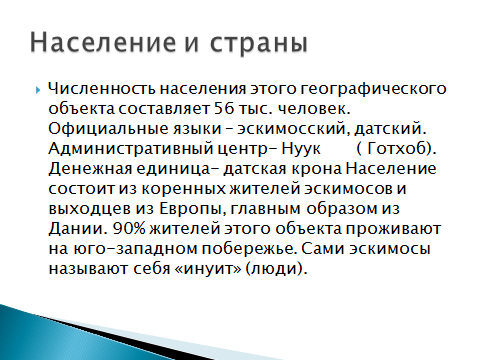 Население и страны
Численность населения этого географического
объекта составляет 56 тыс. человек.
Официальные языки – эскимосский, датский.
Административный центр- Нуук ( Готхоб).
Денежная единица- датская крона Население
состоит из коренных жителей эскимосов и
выходцев из Европы, главным образом из
Дании. 90% жителей этого объекта проживают
на юго-западном побережье. Сами эскимосы
называют себя «инуит» (люди).